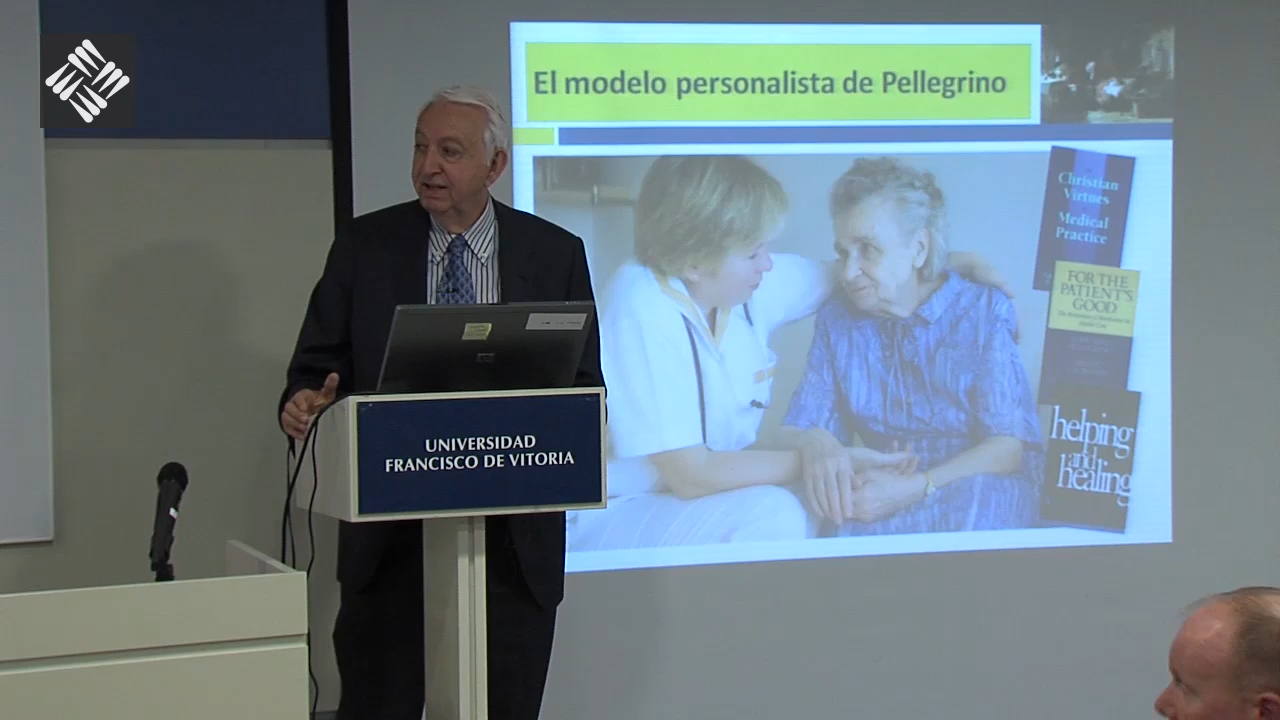 El modelo personalista de Pellegrino
Christian
Virtues
Medical
Practice
FOR THE
PATIENT'S
GOOD
helping
and
healing
UNIVERSIDAD
FRANCISCO DE VITORIA